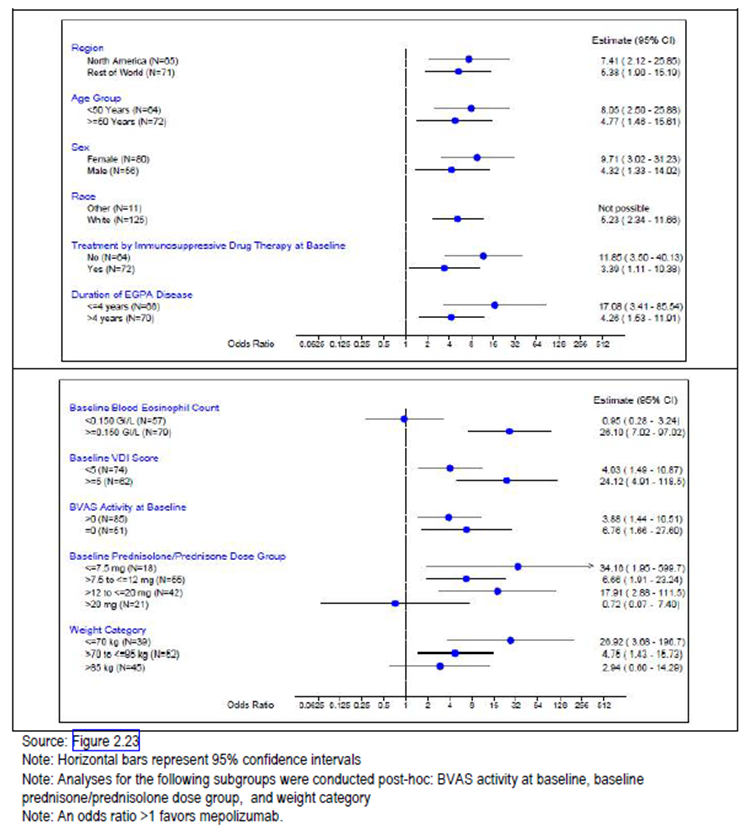 Estimate (95% CI)
Region
North America (N=65) 7.41 ( 2.12 - 25.85)
Rest of World (N=71) 5.38 ( 1.90 - 15.19)
Age Group
<50 Years (N=64) 8.05 ( 2.50 - 25.88)
>=50 Years (N=72) 4.77 ( 1.46 - 15.61)
Sex
Female (N=80) 9.71 ( 3.02 - 31.23)
Male (N=56) 4.32 ( 1.33 - 14.02)
Race
Other (N=11) Not possible
White (N=125) 5.23 ( 2.34 - 11.66)
Treatment by Immunosuppressive Drug Therapy at Baseline
No (N=64) 11.85 ( 3.50 - 40.13)
Yes (N=72) 3.39 ( 1.11 - 10.38)
Duration of EGPA Disease
<=4 years (N=66) 17.08 ( 3.41 - 85.54)
>4 years (N=70) 4.26 ( 1.53 - 11.91)
Odds Ratio 0.0625 0.125 0.25 0.5 1 2 4 8 16 32 64 128 256 512
Estimate (95% CI)
Baseline Blood Eosinophil Count
<0.150 GI/L (N=57) 0.95 ( 0.28 - 3.24)
>=0.150 GI/L (N=79) 26.10 ( 7.02 - 97.02)
Baseline VDI Score
<5 (N=74) 4.03 ( 1.49 - 10.87)
>=5 (N=62) 24.12 ( 4.91 - 118.5)
BVAS Activity at Baseline
>0 (N=85) 3.88 ( 1.44 - 10.51)
=0 (N=51) 6.76 ( 1.66 - 27.60)
Baseline Prednisolone/Prednisone Dose Group
<=7.5 mg (N=18) 34.16 ( 1.95 - 599.7)
>7.5 to <=12 mg (N=55) 6.66 ( 1.91 - 23.24)
>12 to <=20 mg (N=42) 17.91 ( 2.88 - 111.5)
>20 mg (N=21) 0.72 ( 0.07 - 7.40)
Weight Category
<=70 kg (N=39) 26.92 ( 3.68 - 196.7)
>70 to <=85 kg (N=52) 4.75 ( 1.43 - 15.73)
>85 kg (N=45) 2.94 ( 0.60 - 14.29)
Odds Ratio 0.0625 0.125 0.25 0.5 1 2 4 8 16 32 64 128 256 512
Source: Figure 2.23
Note: Horizontal bars represent 95% confidence intervals
Note: Analyses for the following subgroups were conducted post-hoc: BVAS activity at baseline, baseline
prednisone/prednisolone dose group, and weight category
Note: An odds ratio >1 favors mepolizumab.